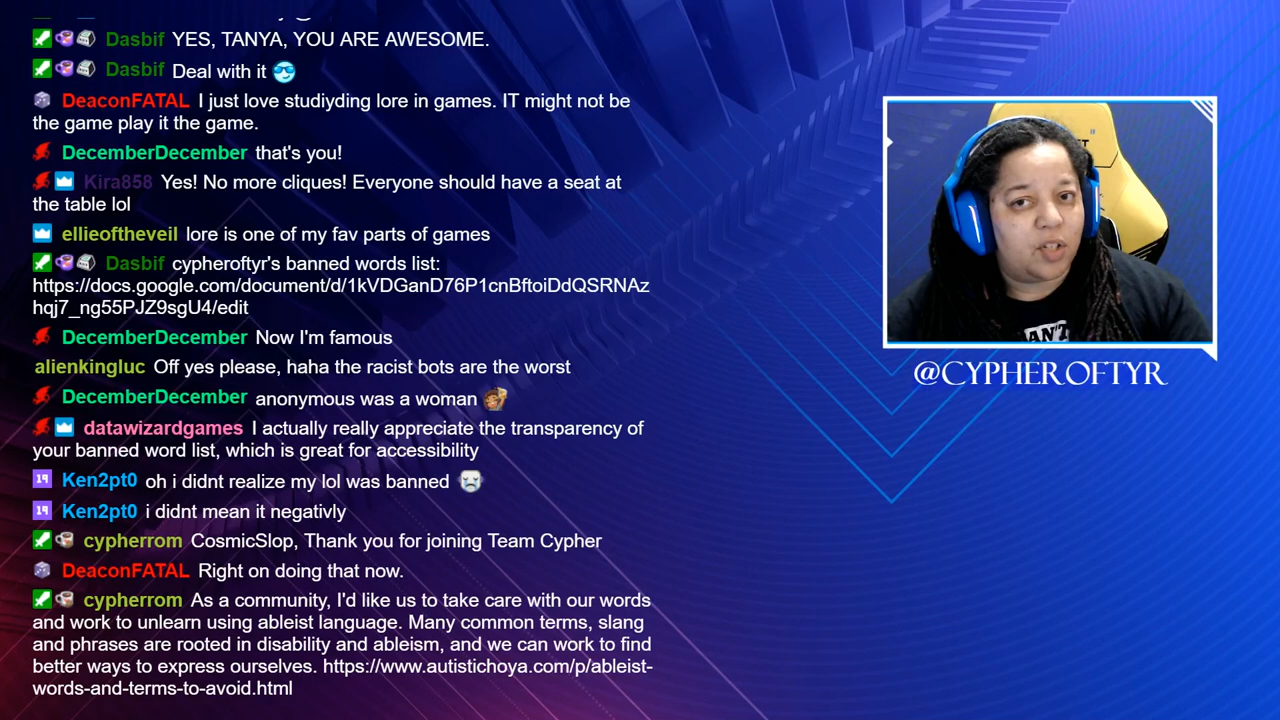 Dasbif YES, TANYA, YOU ARE AWESOME.
Dasbif Deal with it
DeaconFATAL I just love studiyding lore in games. IT might not be
the game play it the game.
DecemberDecember that's you!
Kira858 Yes! No more cliques! Everyone should have a seat at
the table lol
ellieoftheveil lore is one of my fav parts of games
Dasbif cypheroftyr's banned words list:
https://docs.google.com/document/d/1kVDGanD76P1cnBftoiDdQSRNAz
hqj7_ng55PJZ9sgU4/edit
DecemberDecember Now I'm famous
alienkingluc Off yes please, haha the racist bots are the worst
DecemberDecember anonymous was a woman
datawizardgames I actually really appreciate the transparency of
your banned word list, which is great for accessibility
19 Ken2pt0 oh i didnt realize my lol was banned
19 Ken2pt0 i didnt mean it negativly
cypherrom CosmicSlop, Thank you for joining Team Cypher
DeaconFATAL Right on doing that now.
cypherrom As a community, I'd like us to take care with our words
and work to unlearn using ableist language. Many common terms, slang
and phrases are rooted in disability and ableism, and we can work to find
better ways to express ourselves. https://www.autistichoya.com/p/ableist-
words-and-terms-to-avoid.html
@CYPHEROFTYR